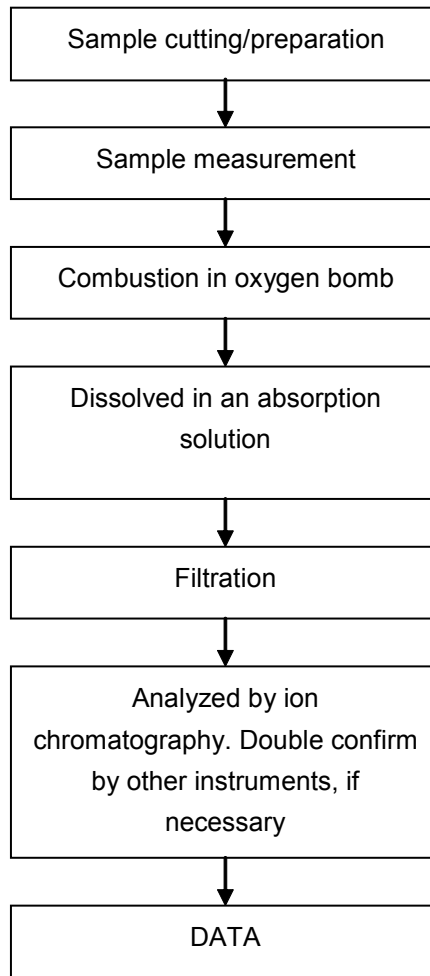 Sample cutting/preparation
Sample measurement
Combustion in oxygen bomb
Dissolved in an absorption
solution
Filtration
Analyzed by ion
chromatography. Double confirm
by other instruments, if
necessary
DATA